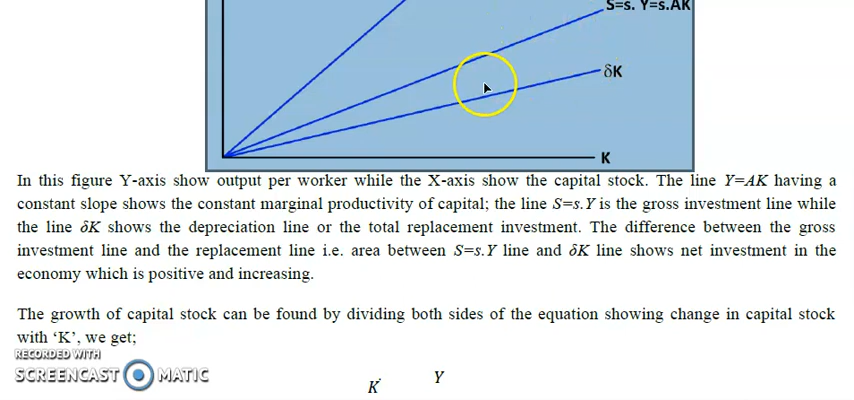 S=s. Y=s.AK
δK
K
In this figure Y-axis show output per worker while the X-axis show the capital stock. The line Y=AK having a
constant slope shows the constant marginal productivity of capital; the line S=s.Y is the gross investment line while
the line δK shows the depreciation line or the total replacement investment. The difference between the gross
investment line and the replacement line i.e. area between S=s.Y line and δK line shows net investment in the
economy which is positive and increasing.
The growth of capital stock can be found by dividing both sides of the equation showing change in capital stock
with ‘K’, we get;
RECORDED WITH
SCREENCAST MATIC
K̇ Y